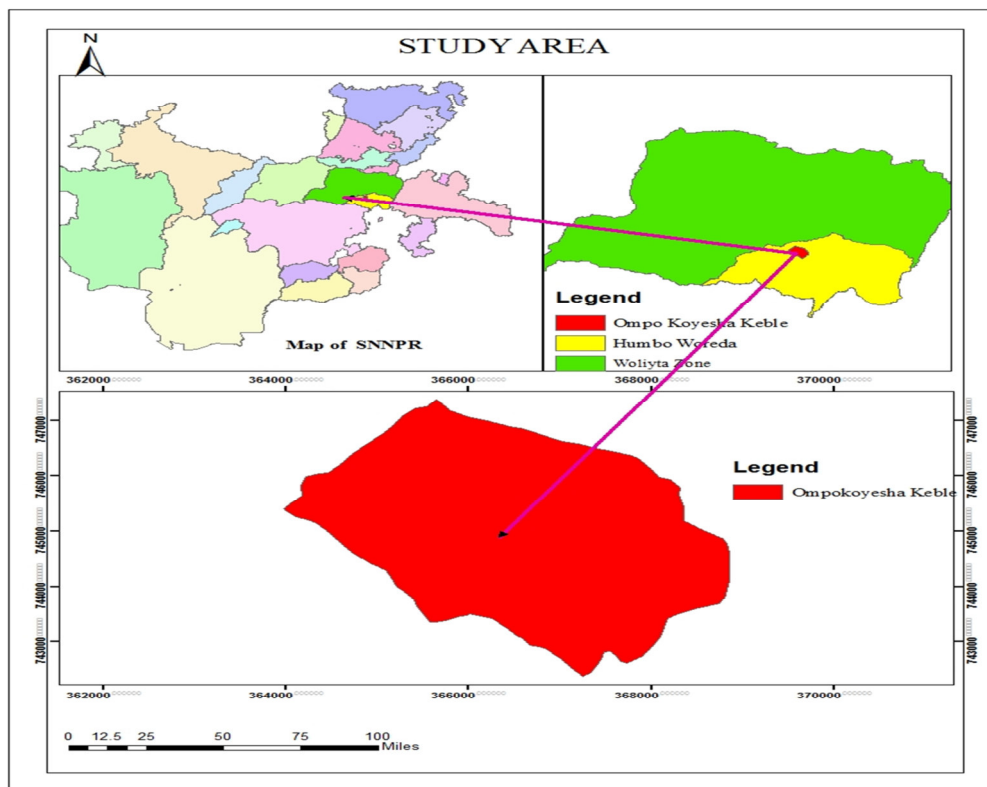 N
STUDY AREA
Map of SNNPR
Legend
Ompo Koyesha Keble
Humbo Woreda
Woliyta Zone
362000 364000 366000 368000 370000
747000 747000
746000 746000
745000 745000
744000 744000
743000 743000
Legend
Ompokoyesha Keble
362000 364000 366000 368000 370000
0 12.5 25 50 75 100
Miles